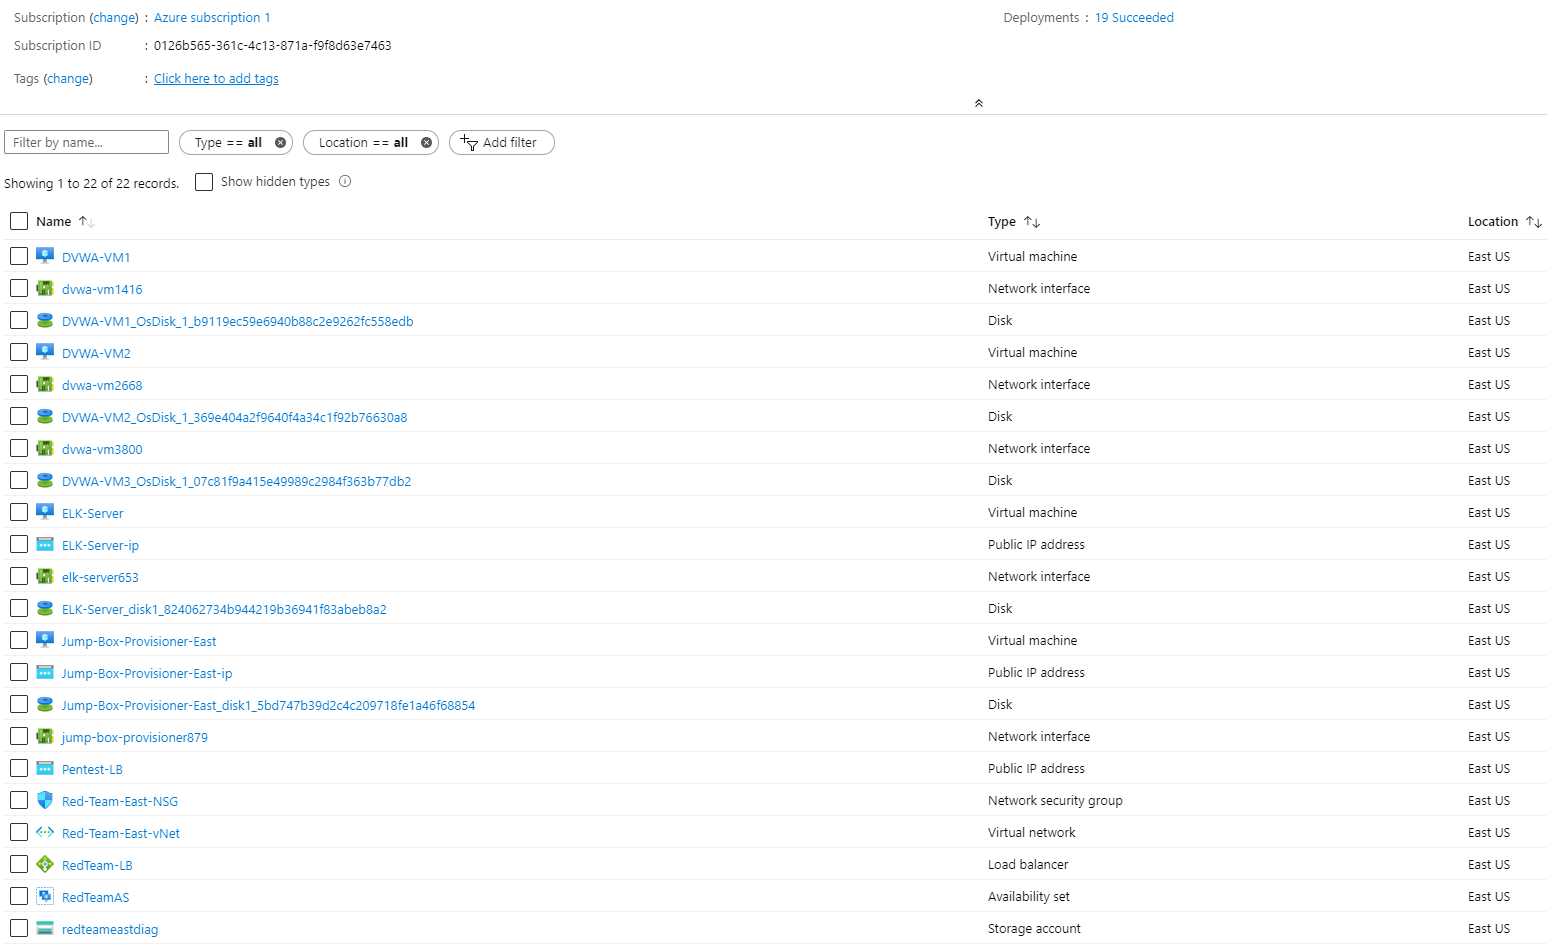 Subscription (change) : Azure subscription 1 Deployments : 19 Succeeded
Subscription ID : 0126b565-361c-4c13-871a-f9f8d63e7463
Tags (change) : Click here to add tags
Filter by name... Type == all Location == all Add filter
Showing 1 to 22 of 22 records. Show hidden types
Name Type Location
DVWA-VM1 Virtual machine East US
dvwa-vm1416 Network interface East US
DVWA-VM1_OsDisk_1_b9119ec59e6940b88c2e9262fc558edb Disk East US
DVWA-VM2 Virtual machine East US
dvwa-vm2668 Network interface East US
DVWA-VM2_OsDisk_1_369e404a2f9640f4a34c1f92b76630a8 Disk East US
dvwa-vm3800 Network interface East US
DVWA-VM3_OsDisk_1_07c81f9a415e49989c2984f363b77db2 Disk East US
ELK-Server Virtual machine East US
ELK-Server-ip Public IP address East US
elk-server653 Network interface East US
ELK-Server_disk1_824062734b944219b36941f83abeb8a2 Disk East US
Jump-Box-Provisioner-East Virtual machine East US
Jump-Box-Provisioner-East-ip Public IP address East US
Jump-Box-Provisioner-East_disk1_5bd747b39d2c4c209718fe1a46f68854 Disk East US
jump-box-provisioner879 Network interface East US
Pentest-LB Public IP address East US
Red-Team-East-NSG Network security group East US
Red-Team-East-vNet Virtual network East US
RedTeam-LB Load balancer East US
RedTeamAS Availability set East US
redteameastdiag Storage account East US